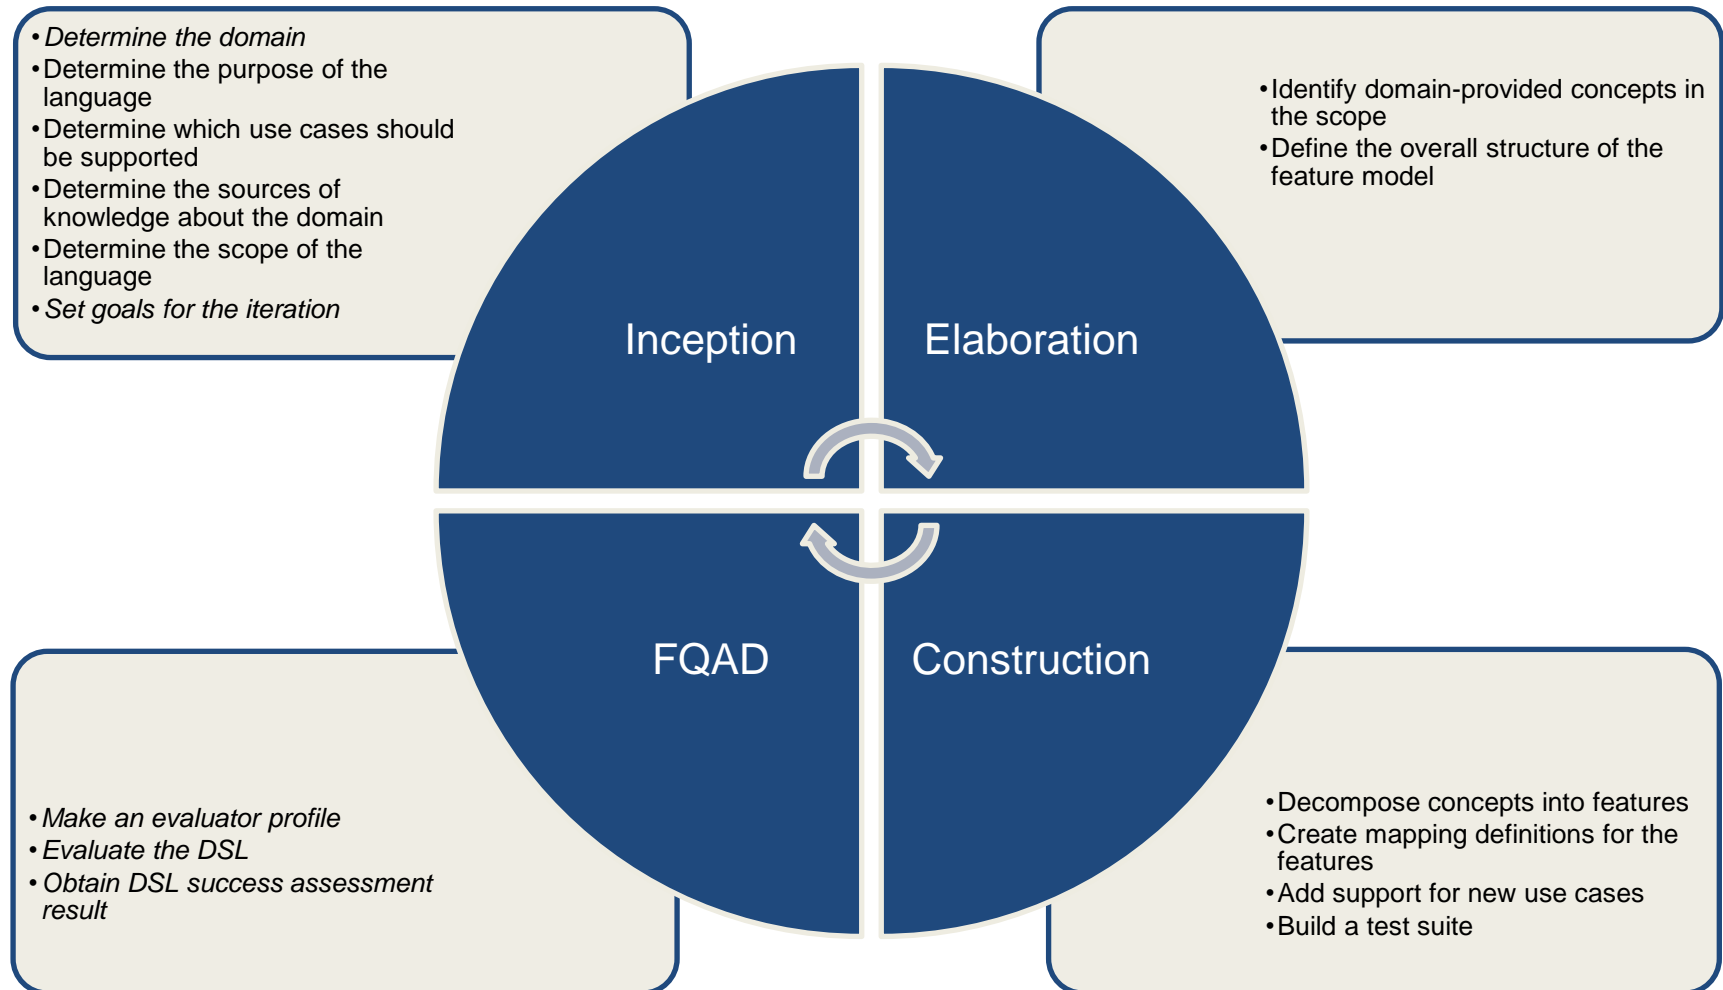 •Determine the domain
•Determine the purpose of the
language
•Determine which use cases should
be supported
•Determine the sources of
knowledge about the domain
•Determine the scope of the
language
•Set goals for the iteration
•Identify domain-provided concepts in
the scope
•Define the overall structure of the
feature model
Inception
Elaboration
FQAD
Construction
•Make an evaluator profile
•Evaluate the DSL
•Obtain DSL success assessment
result
•Decompose concepts into features
•Create mapping definitions for the
features
•Add support for new use cases
•Build a test suite